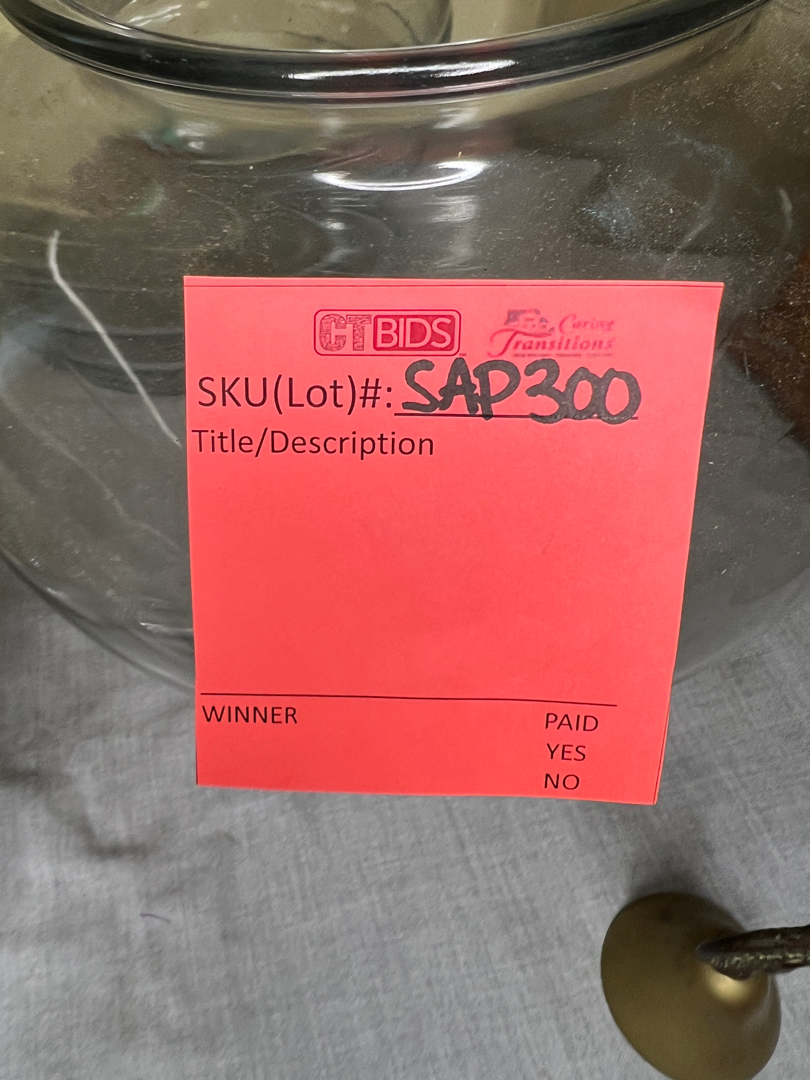 CTBIDS
Caring
Transitions
SKU(Lot)#: SAP300
Title/Description
WINNER
PAID
YES
NO